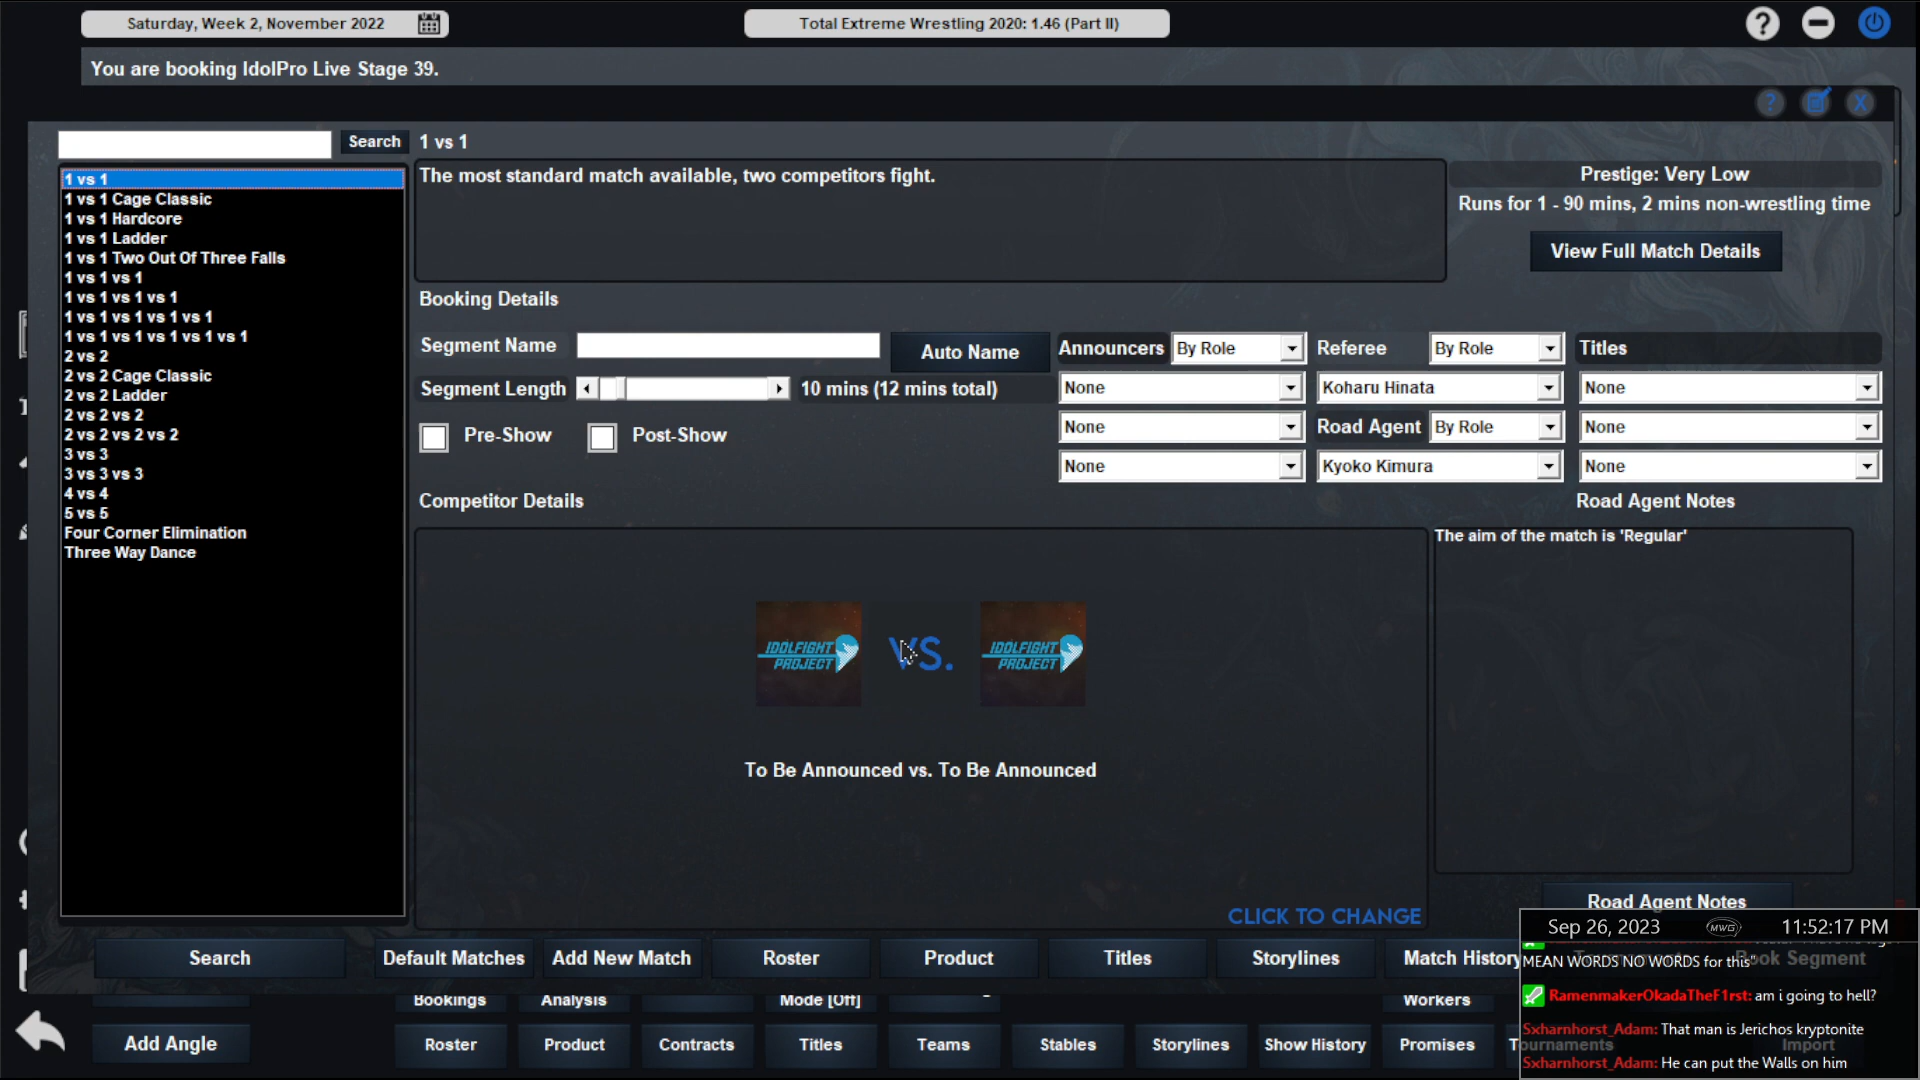 Saturday, Week 2, November 2022
Total Extreme Wrestling 2020: 1.46 (Part II)
?
You are booking IdolPro Live Stage 39.
? X
Search
1 vs 1
The most standard match available, two competitors fight.
Prestige: Very Low
Runs for 1 - 90 mins, 2 mins non-wrestling time
View Full Match Details
1 vs 1
1 vs 1 Cage Classic
1 vs 1 Hardcore
1 vs 1 Ladder
1 vs 1 Two Out Of Three Falls
1 vs 1 vs 1
1 vs 1 vs 1 vs 1
1 vs 1 vs 1 vs 1 vs 1
1 vs 1 vs 1 vs 1 vs 1 vs 1
2 vs 2
2 vs 2 Cage Classic
2 vs 2 Ladder
2 vs 2 vs 2
2 vs 2 vs 2 vs 2
3 vs 3
3 vs 3 vs 3
4 vs 4
5 vs 5
Four Corner Elimination
Three Way Dance
Booking Details
Segment Name
Auto Name
Announcers By Role
Referee By Role
Titles
Segment Length
10 mins (12 mins total)
None
Koharu Hinata
None
Pre-Show
Post-Show
None
Road Agent By Role
None
None
Kyoko Kimura
None
Competitor Details
Road Agent Notes
The aim of the match is 'Regular'
IDOLFIGHT PROJECT
VS.
IDOLFIGHT PROJECT
To Be Announced vs. To Be Announced
CLICK TO CHANGE
Road Agent Notes
Search
Default Matches
Add New Match
Roster
Product
Titles
Storylines
Match History
Book Segment
Sep 26, 2023
MWG
11:52:17 PM
MEAN WORDS NO WORDS for this"
RamenmakerOkadaTheF1rst: am i going to hell?
Sxharnhorst_Adam: That man is Jerichos kryptonite
Sxharnhorst_Adam: He can put the Walls on him
Bookings
Analysis
Mode [Off]
Workers
Add Angle
Roster
Product
Contracts
Titles
Teams
Stables
Storylines
Show History
Promises
Tournaments
Import